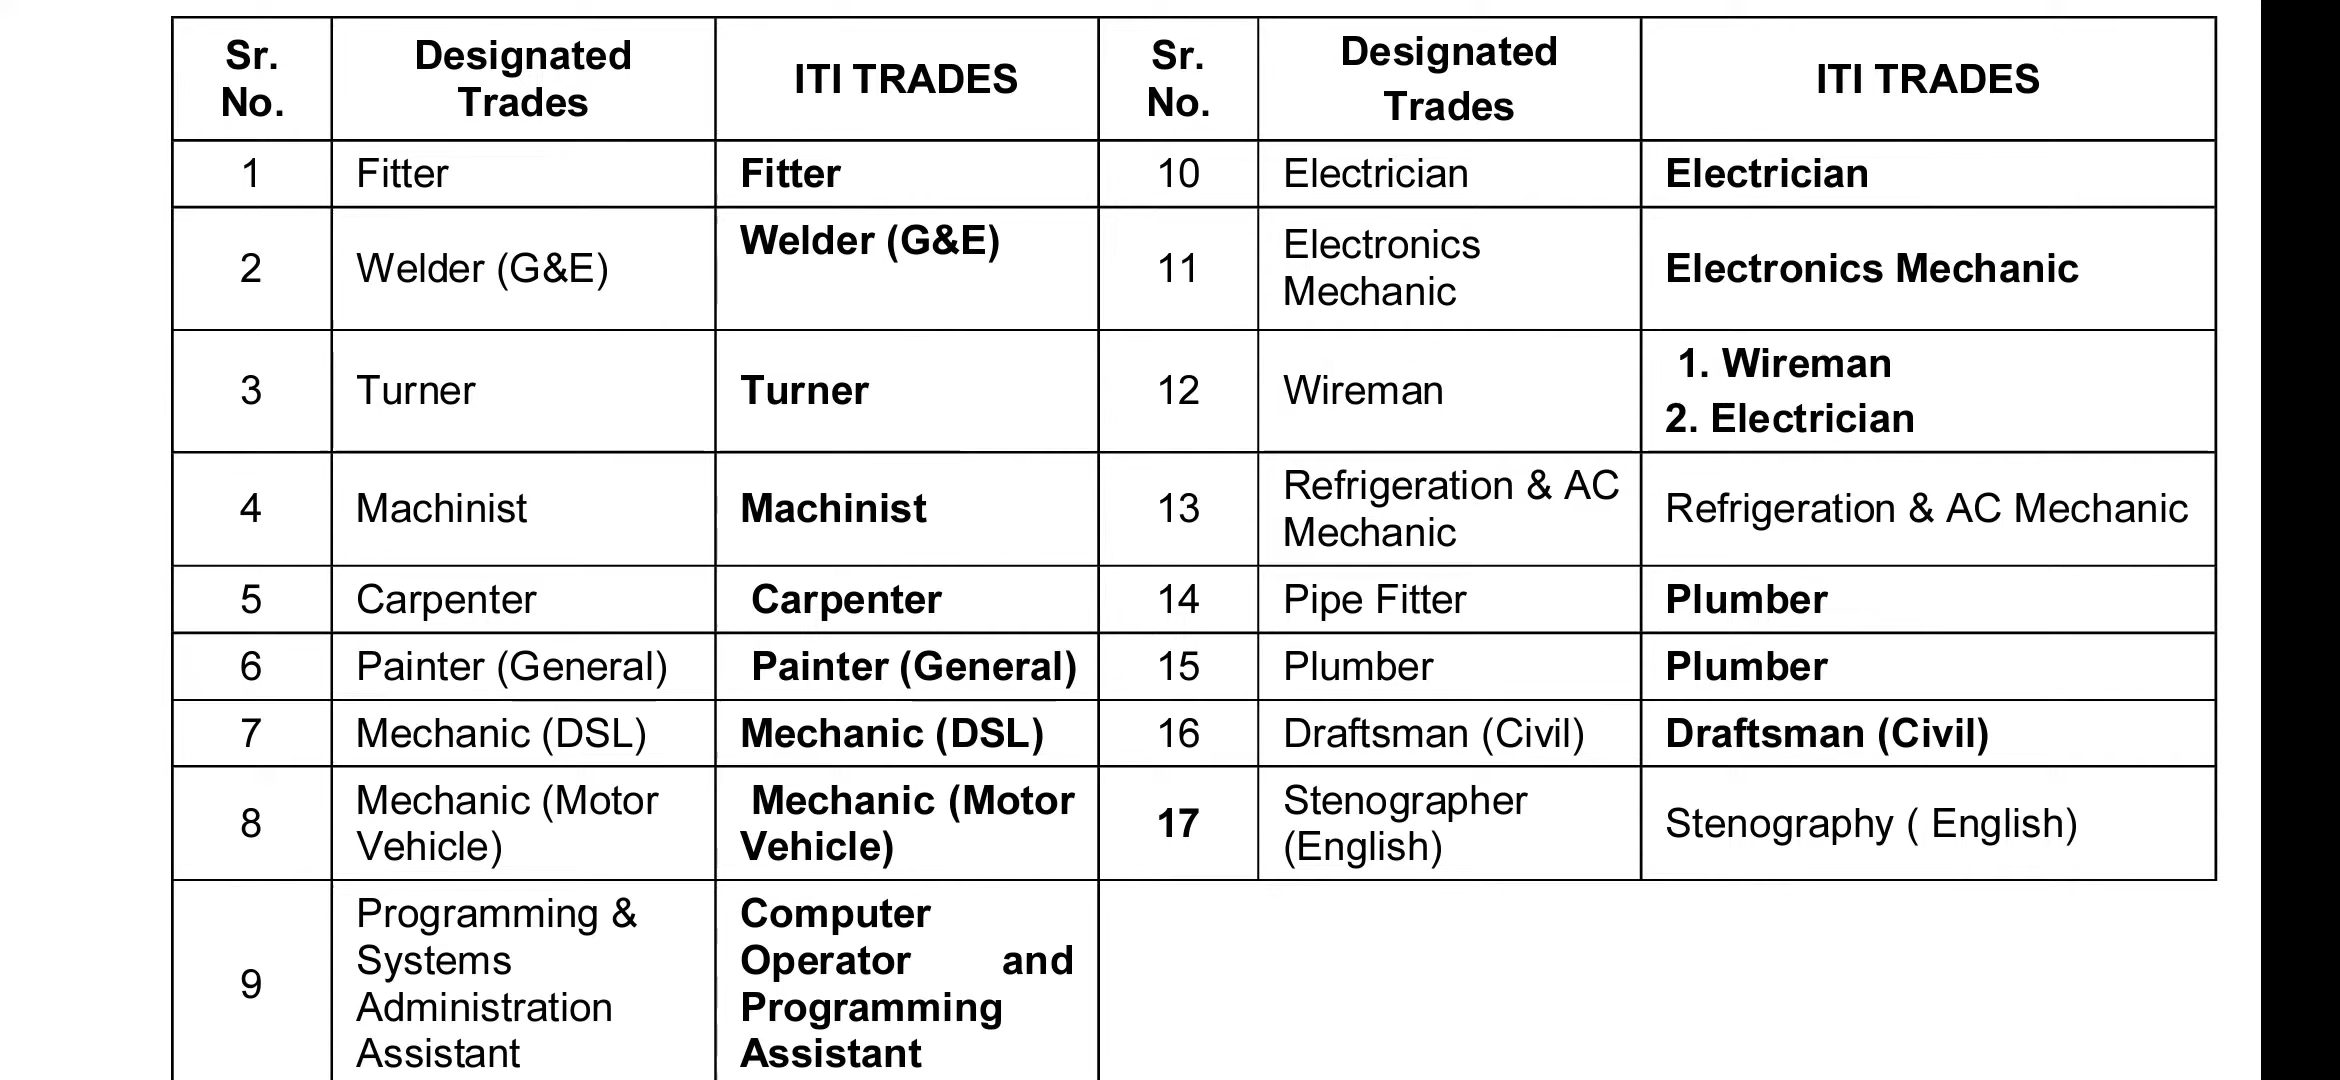 Sr. No. Designated Trades ITI TRADES Sr. No. Designated Trades ITI TRADES
1 Fitter Fitter 10 Electrician Electrician
2 Welder (G&E) Welder (G&E) 11 Electronics Mechanic Electronics Mechanic
3 Turner Turner 12 Wireman 1. Wireman 2. Electrician
4 Machinist Machinist 13 Refrigeration & AC Mechanic Refrigeration & AC Mechanic
5 Carpenter Carpenter 14 Pipe Fitter Plumber
6 Painter (General) Painter (General) 15 Plumber Plumber
7 Mechanic (DSL) Mechanic (DSL) 16 Draftsman (Civil) Draftsman (Civil)
8 Mechanic (Motor Vehicle) Mechanic (Motor Vehicle) 17 Stenographer (English) Stenography ( English)
9 Programming & Systems Administration Assistant Computer Operator and Programming Assistant